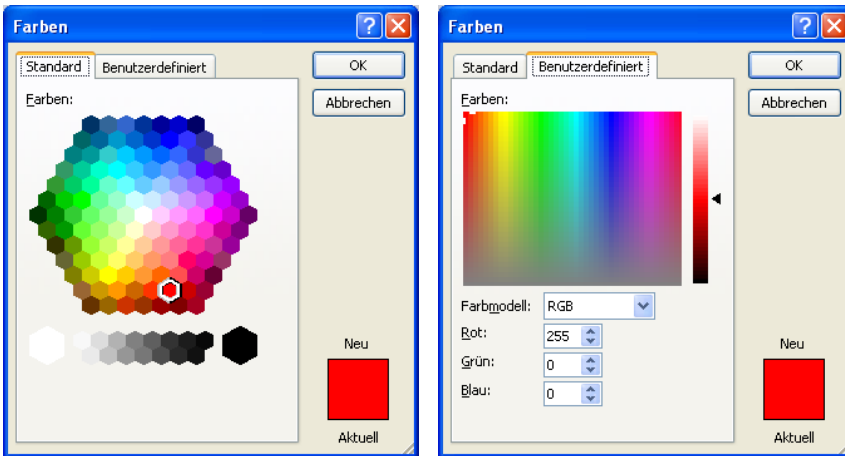 Farben
Standard Benutzerdefiniert
OK
Farben:
Abbrechen
Neu
Aktuell
Farben
Standard Benutzerdefiniert
OK
Farben:
Abbrechen
Farbmodell: RGB
Rot: 255
Grün: 0
Blau: 0
Neu
Aktuell